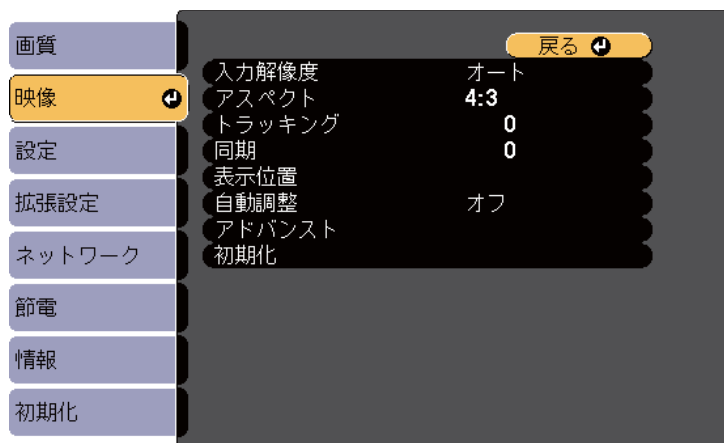 画質
映像
設定
拡張設定
ネットワーク
節電
情報
初期化
戻る
入力解像度 オート
アスペクト 4:3
トラッキング 0
同期 0
表示位置
自動調整 オフ
アドバンスト
初期化